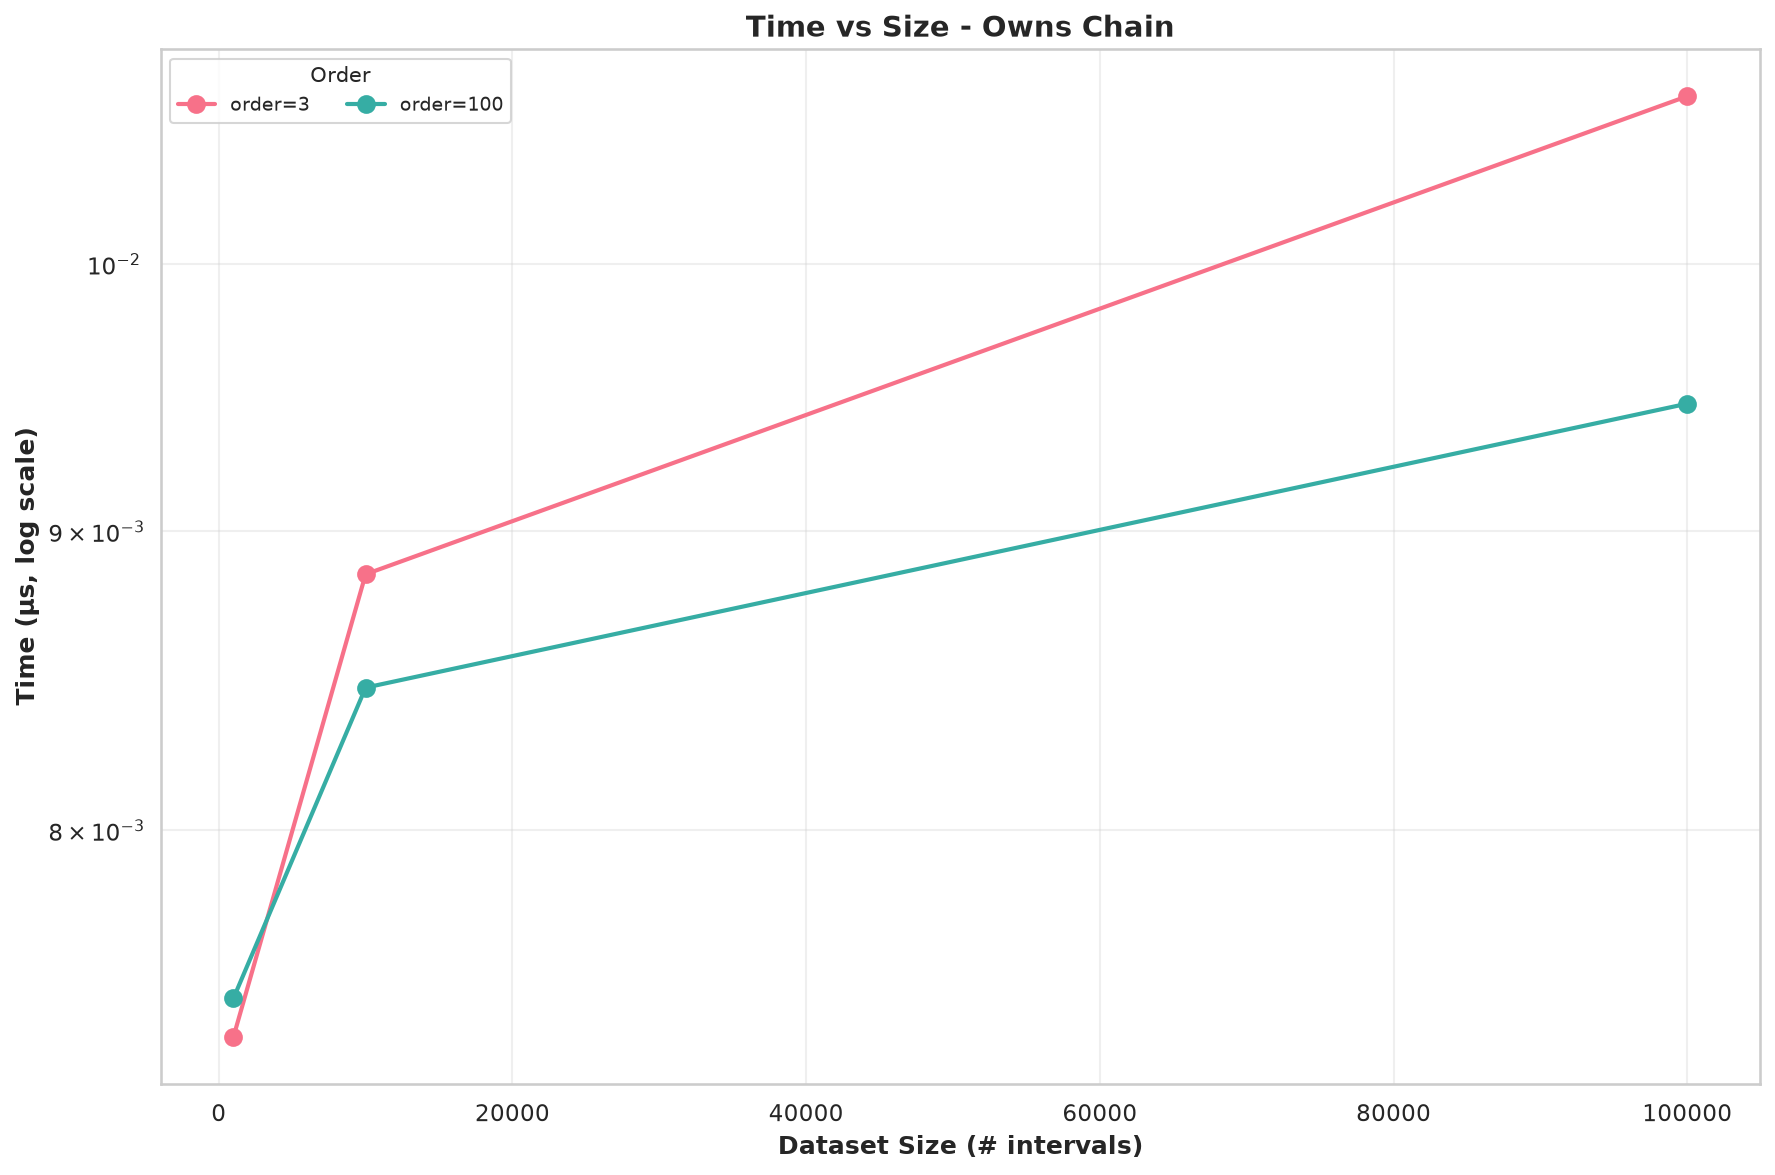 Time vs Size - Owns Chain
Order
order=3 order=100
Time (µs, log scale)
10⁻²
9 × 10⁻³
8 × 10⁻³
0 20000 40000 60000 80000 100000
Dataset Size (# intervals)